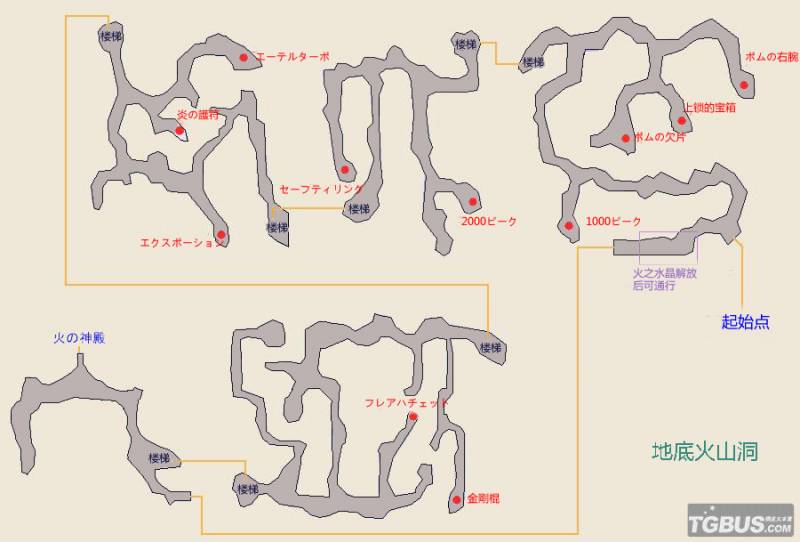 楼梯
エーテルターボ
炎の護符
エクスポーション
楼梯
セーフティリング
楼梯
楼梯
2000ピーク
楼梯
ボムの右腕
上锁的宝箱
ボムの欠片
1000ピーク
火之水晶解放
后可通行
起始点
火の神殿
楼梯
フレアハチェット
楼梯
楼梯
金剛棍
地底火山洞
TGBUS.COM